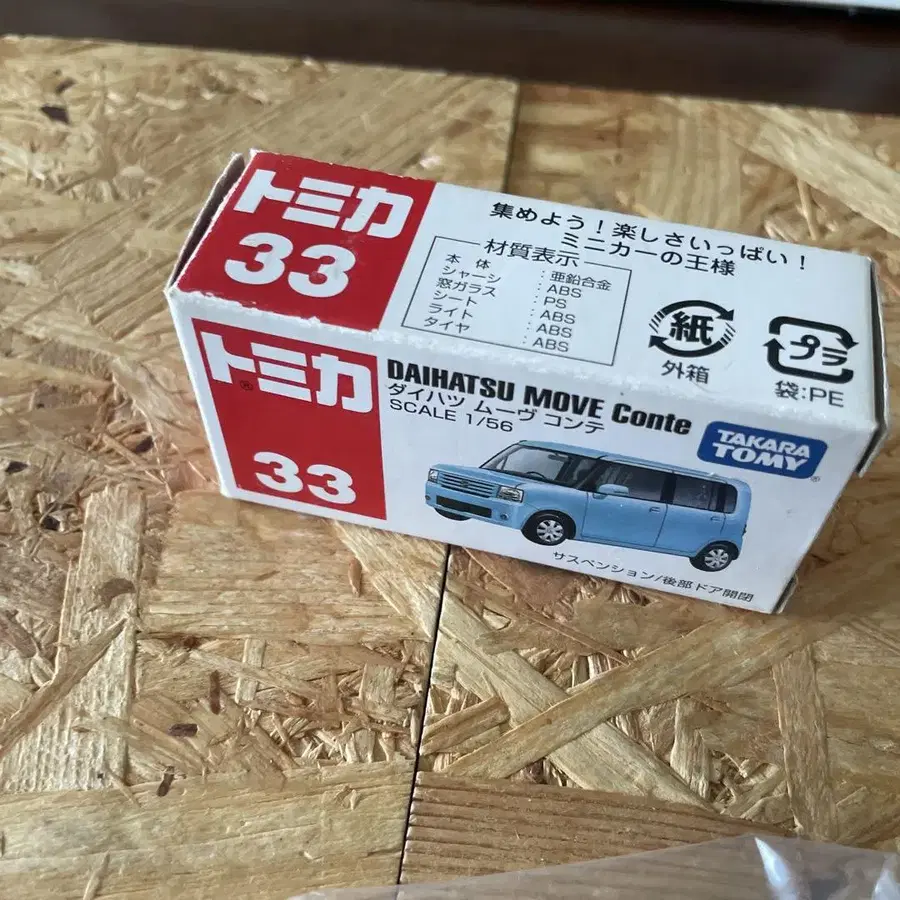 トミカ
33
集めよう！楽しさいっぱい！
ミニカーの王様
材質表示
本体：亜鉛合金
シャーシ：ABS
窓ガラス：PS
シート：ABS
ライト：ABS
タイヤ：ABS
紙
外箱
プラ
袋:PE
トミカ®
33
DAIHATSU MOVE Conte
ダイハツ ムーヴ コンテ
SCALE 1/56
TAKARA
TOMY®
サスペンション/後部ドア開閉